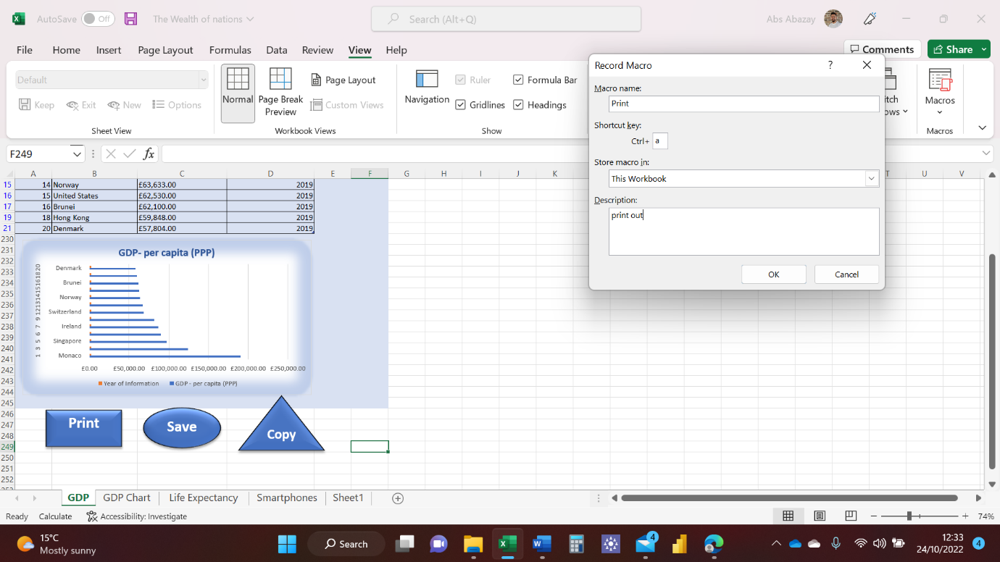 AutoSave Off The Wealth of nations Search (Alt+Q) Abs Abazay
File Home Insert Page Layout Formulas Data Review View Help Comments Share
Default
Keep Exit New Options
Sheet View
Normal Page Break Preview Page Layout Custom Views
Workbook Views
Navigation Ruler Formula Bar
Gridlines Headings
Show
Macros
Macros
Record Macro ?
Macro name:
Print
Shortcut key:
Ctrl+ a
Store macro in:
This Workbook
Description:
print out
OK Cancel
F249 fx
A B C D E F G H I J K T U V
15 14 Norway £63,633.00 2019
16 15 United States £62,530.00 2019
17 16 Brunei £62,100.00 2019
19 18 Hong Kong £59,848.00 2019
21 20 Denmark £57,804.00 2019
230
231
232
233
234
235
236
237
238
239
240
241
242
243
244
245
246
247
248
249
250
251
252
GDP- per capita (PPP)
Denmark
Brunei
Norway
Switzerland
Ireland
Singapore
Monaco
1 3 5 6 7 9 12 13 14 15 16 18 20
£0.00 £50,000.00 £100,000.00 £150,000.00 £200,000.00 £250,000.00
Year of Information GDP - per capita (PPP)
Print Save Copy
GDP GDP Chart Life Expectancy Smartphones Sheet1
Ready Calculate Accessibility: Investigate 74%
15°C
Mostly sunny
Search
4
12:33
24/10/2022
4